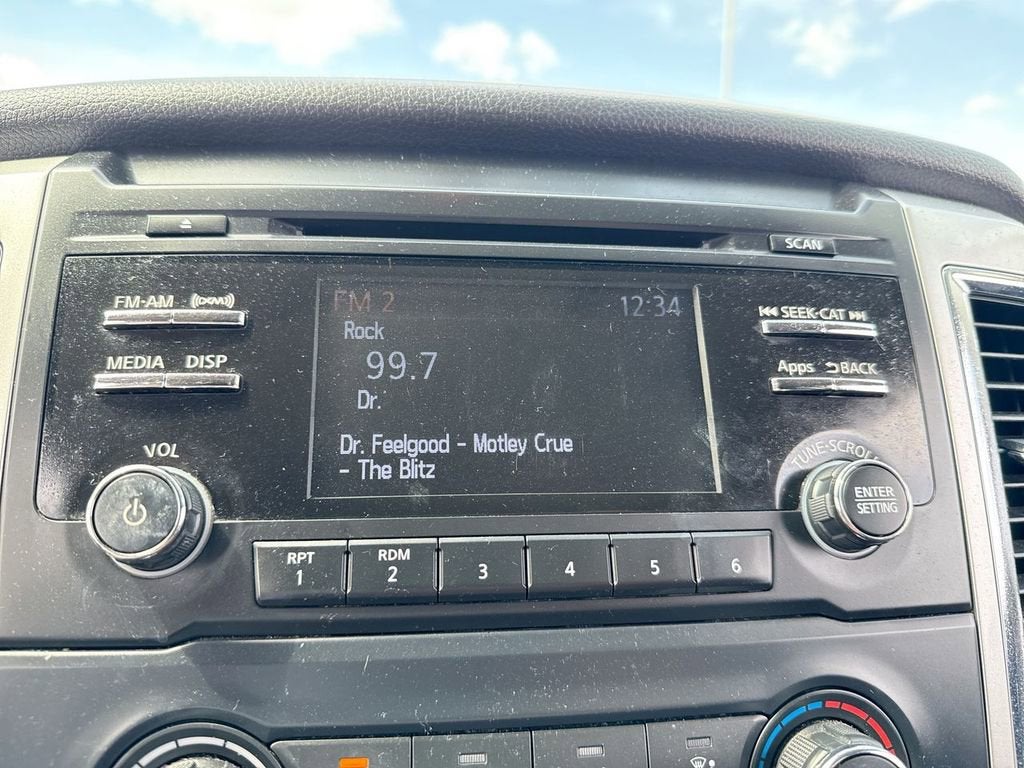 SCAN
FM-AM ((XM))
SEEK-CAT
FM 2 12:34
Rock
99.7
Dr.
Dr. Feelgood - Motley Crue
- The Blitz
MEDIA DISP
Apps BACK
VOL
TUNE-SCROLL
ENTER
SETTING
RPT
1
RDM
2
3
4
5
6